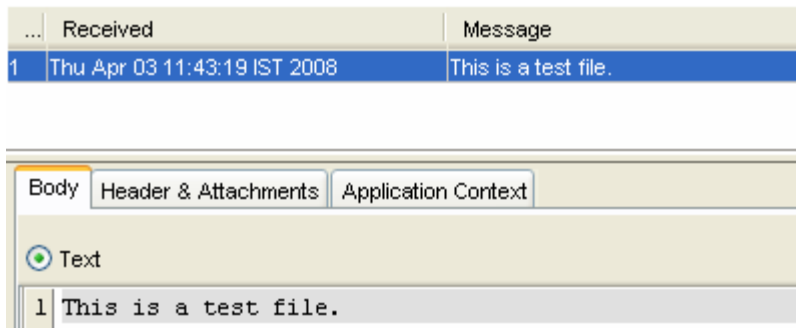 ... Received Message
1 Thu Apr 03 11:43:19 IST 2008 This is a test file.
Body Header & Attachments Application Context
Text
1 This is a test file.